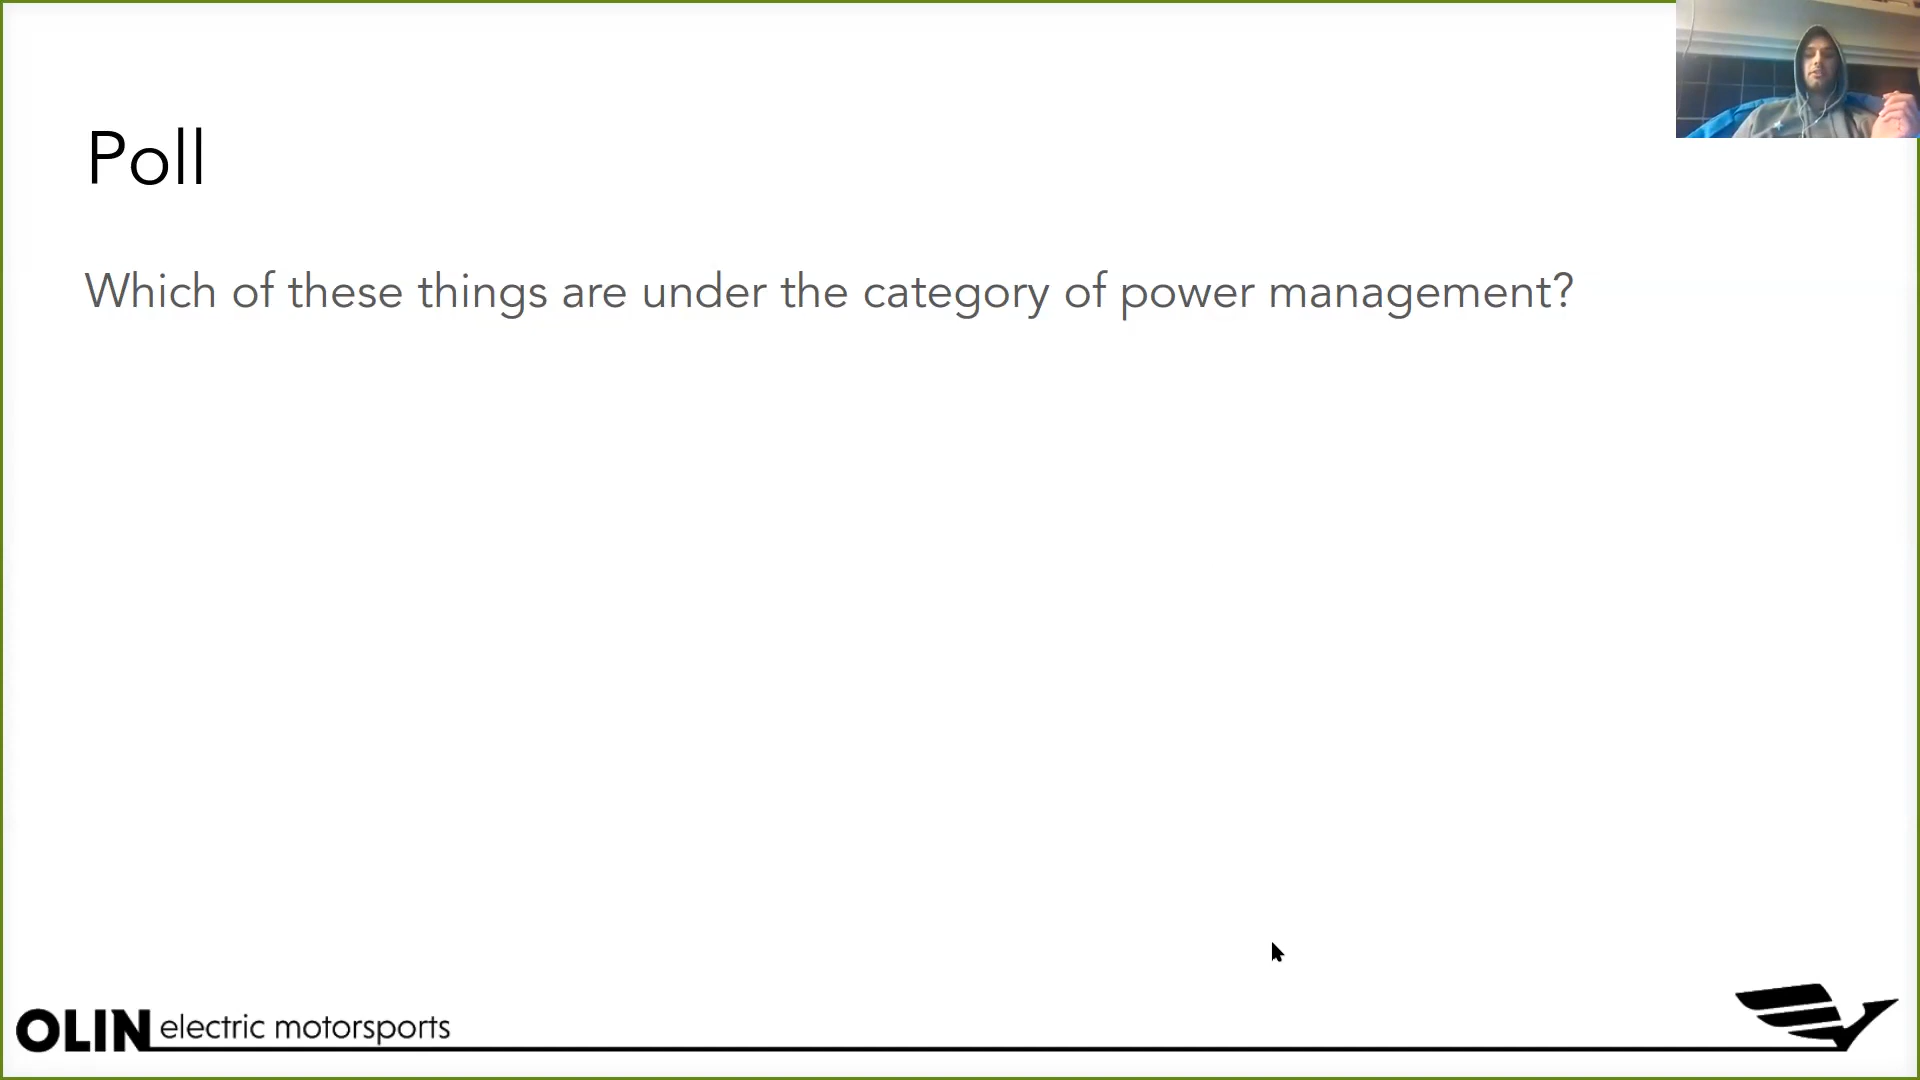 Poll
Which of these things are under the category of power management?
OLIN electric motorsports